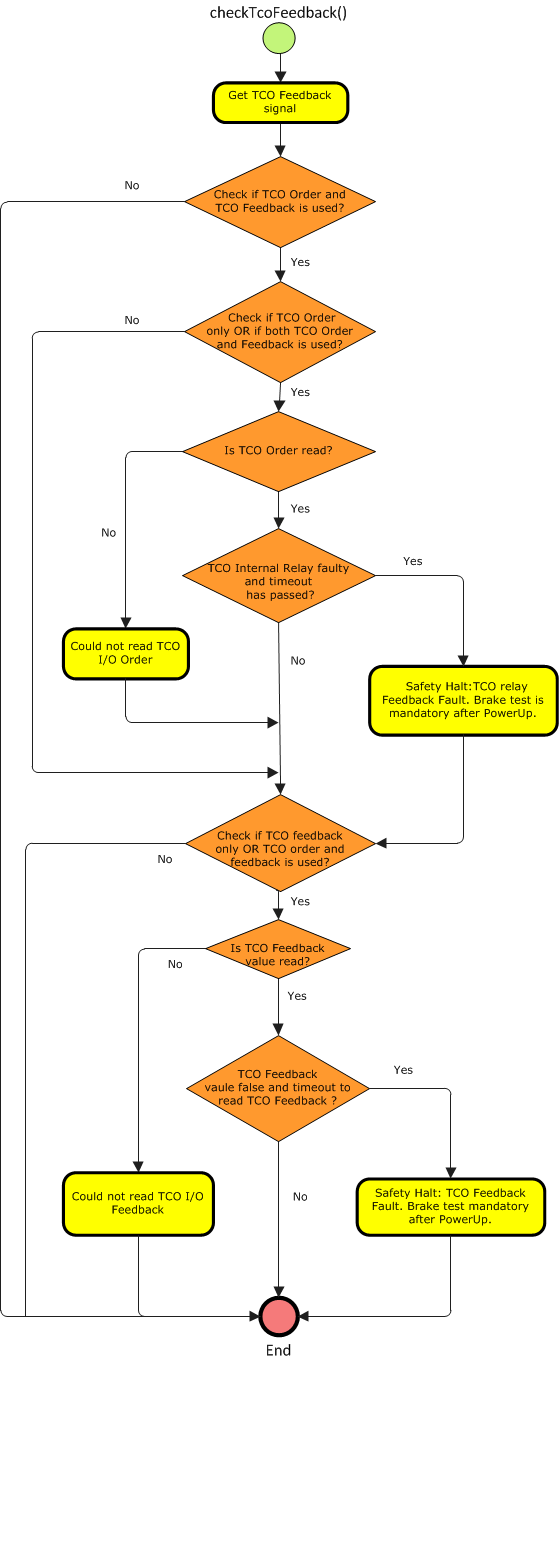 checkTcoFeedback()
Get TCO Feedback
signal
No
Check if TCO Order and
TCO Feedback is used?
Yes
No
Check if TCO Order
only OR if both TCO Order
and Feedback is used?
Yes
Is TCO Order read?
Yes
No
TCO Internal Relay faulty
and timeout
has passed?
Yes
Could not read TCO
I/O Order
No
Safety Halt:TCO relay
Feedback Fault. Brake test is
mandatory after PowerUp.
Check if TCO feedback
only OR TCO order and
feedback is used?
No
Yes
Is TCO Feedback
value read?
No
Yes
TCO Feedback
vaule false and timeout to
read TCO Feedback ?
Yes
Could not read TCO I/O
Feedback
No
Safety Halt: TCO Feedback
Fault. Brake test mandatory
after PowerUp.
End